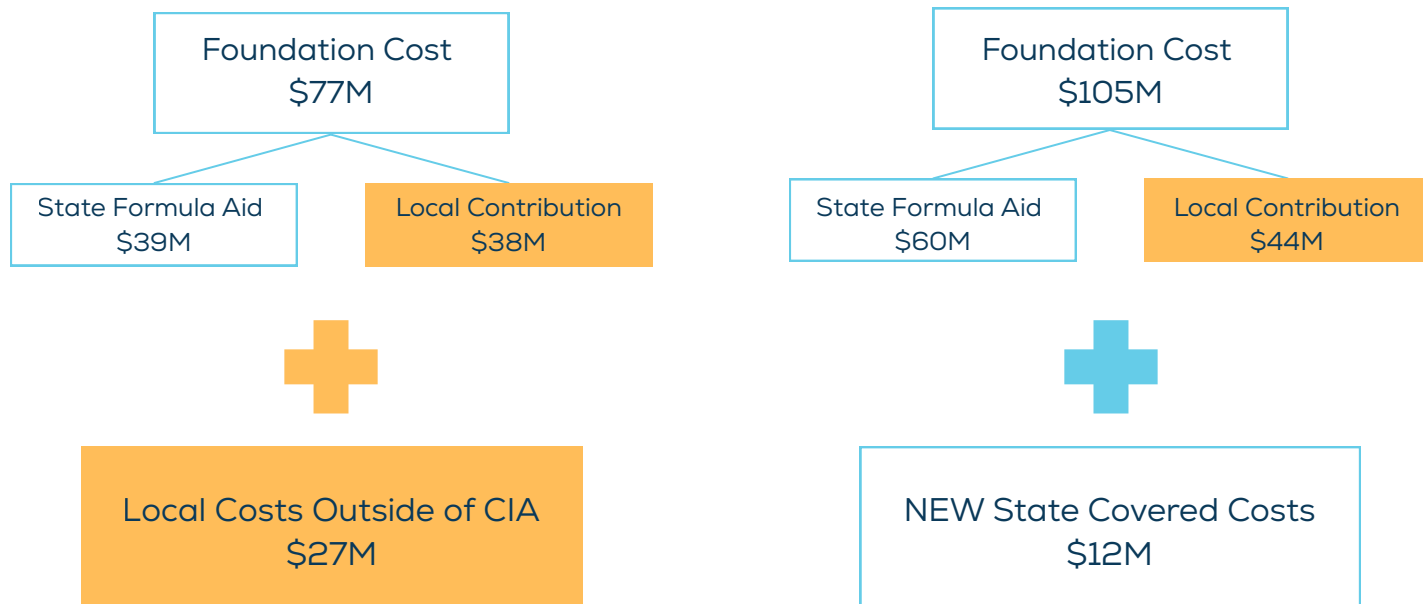 Foundation Cost
$77M
State Formula Aid
$39M
Local Contribution
$38M
Local Costs Outside of CIA
$27M
Foundation Cost
$105M
State Formula Aid
$60M
Local Contribution
$44M
NEW State Covered Costs
$12M